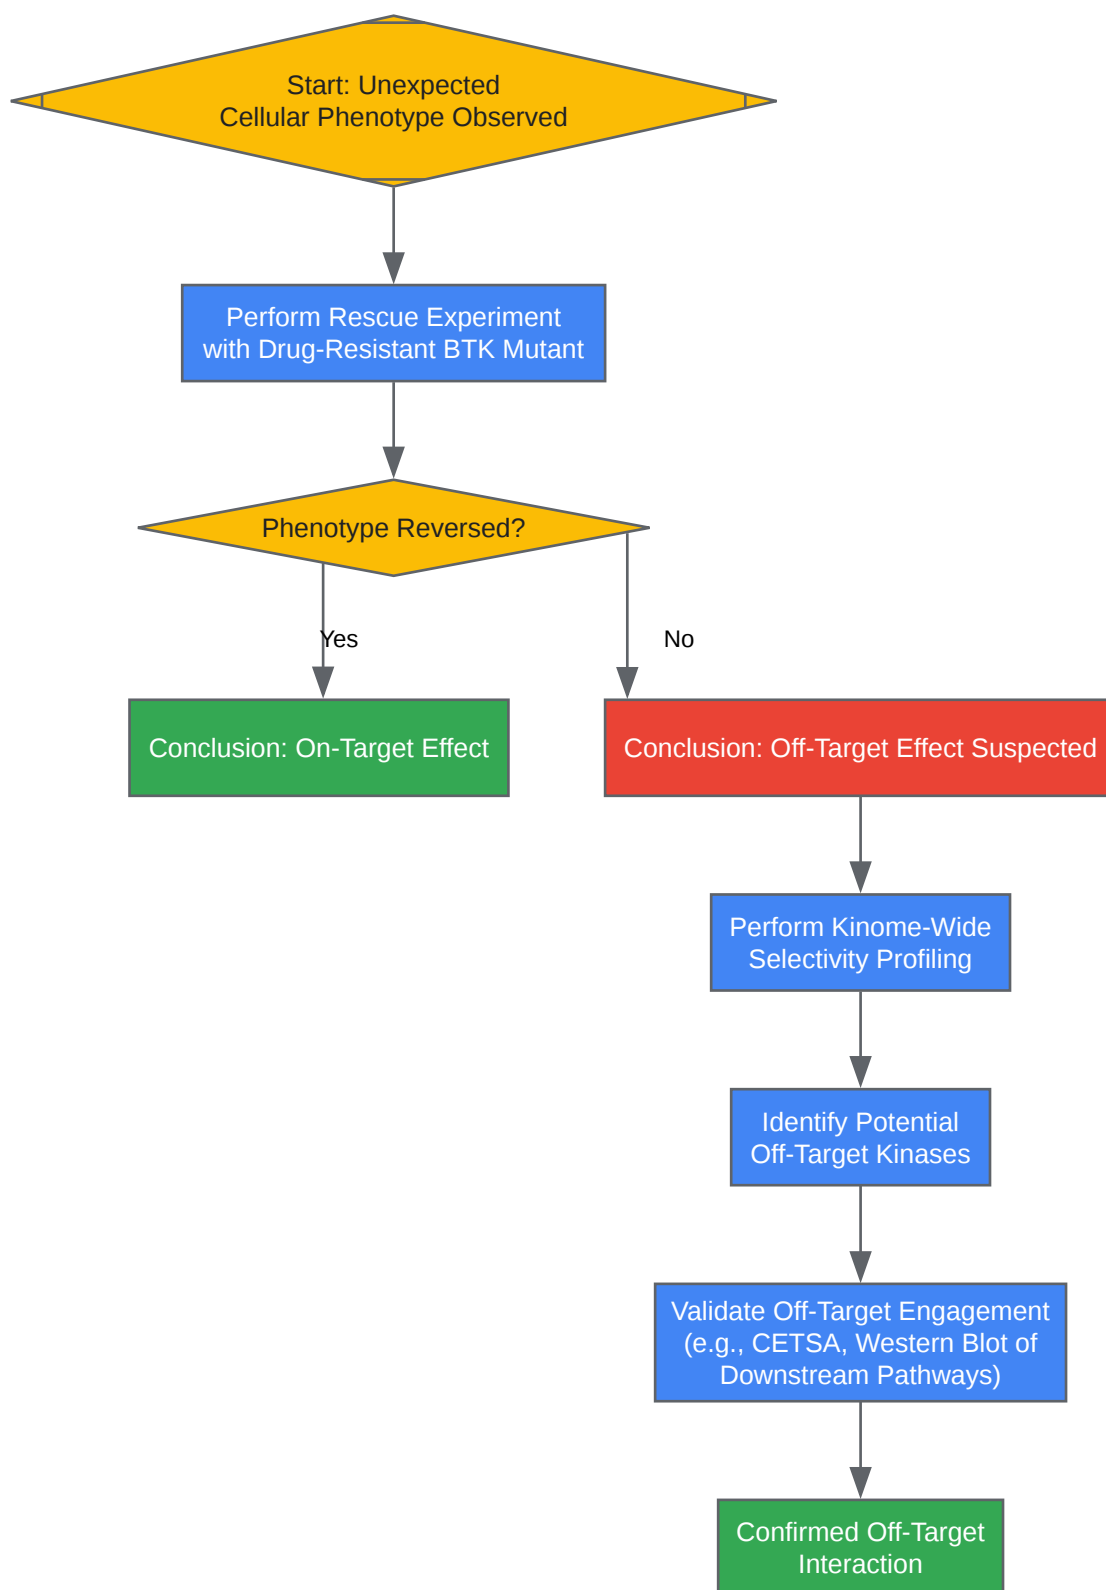 Start: Unexpected
Cellular Phenotype Observed
Perform Rescue Experiment
with Drug-Resistant BTK Mutant
Phenotype Reversed?
Yes
No
Conclusion: On-Target Effect
Conclusion: Off-Target Effect Suspected
Perform Kinome-Wide
Selectivity Profiling
Identify Potential
Off-Target Kinases
Validate Off-Target Engagement
(e.g., CETSA, Western Blot of
Downstream Pathways)
Confirmed Off-Target
Interaction